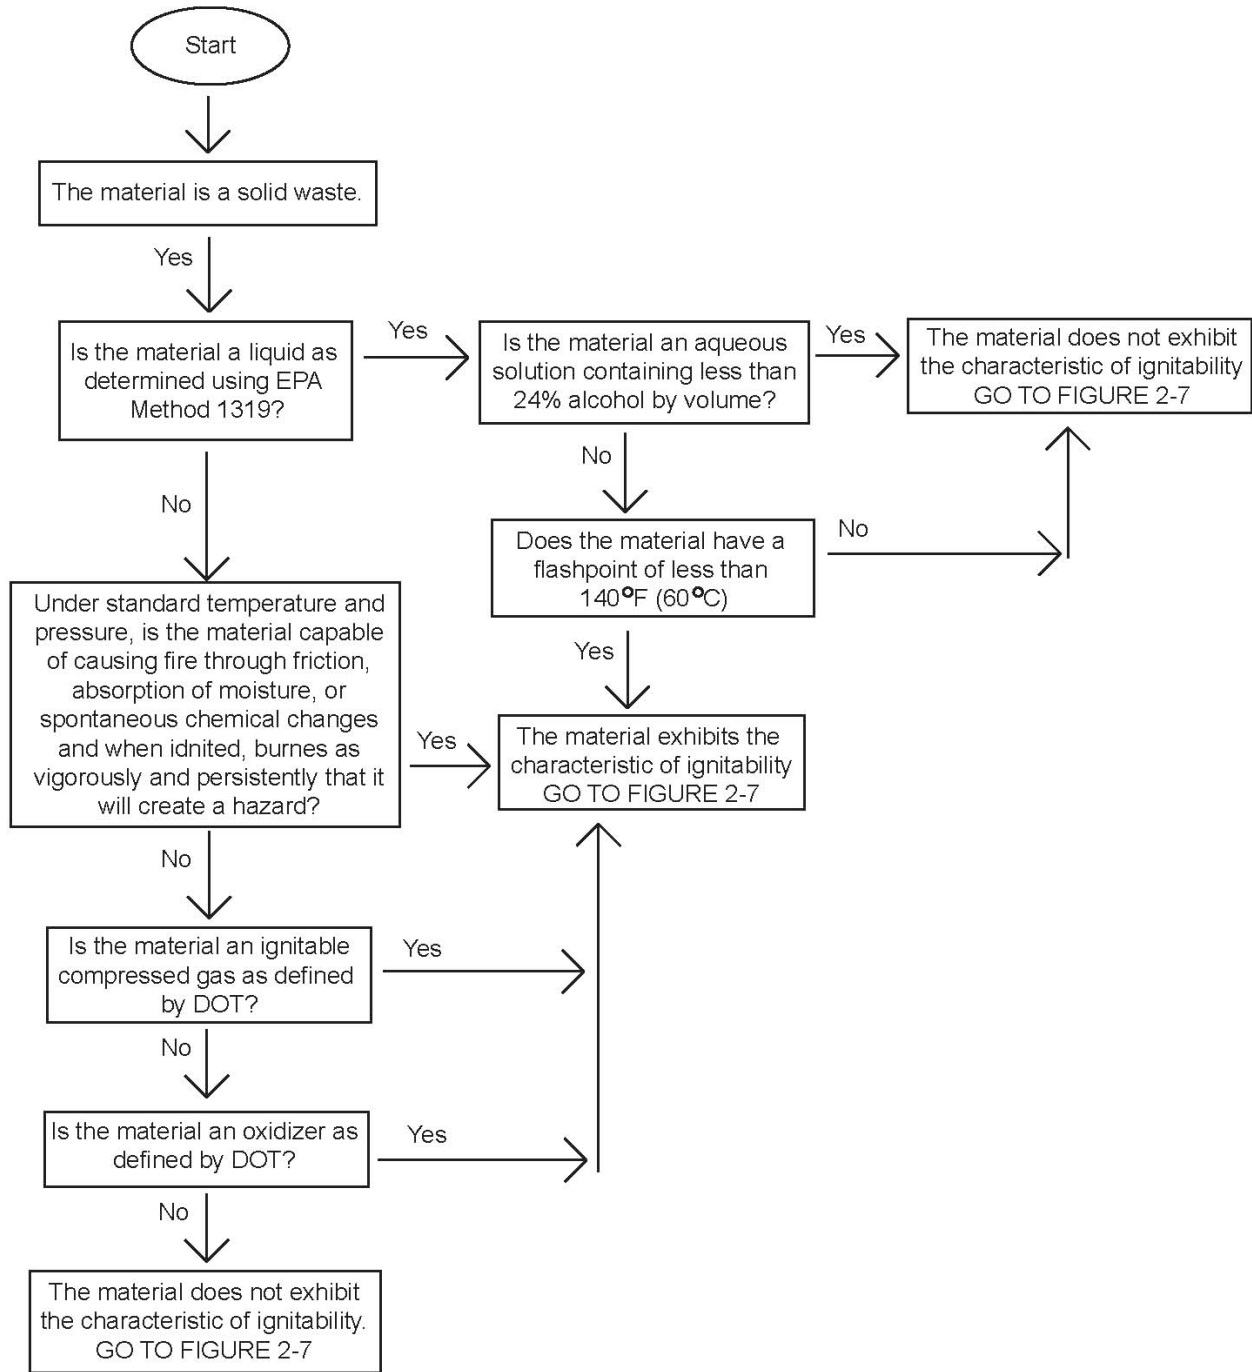 Start
The material is a solid waste.
Yes
Is the material a liquid as
determined using EPA
Method 1319?
Yes
Is the material an aqueous
solution containing less than
24% alcohol by volume?
Yes
The material does not exhibit
the characteristic of ignitability
GO TO FIGURE 2-7
No
No
Does the material have a
flashpoint of less than
140°F (60°C)
No
Yes
Under standard temperature and
pressure, is the material capable
of causing fire through friction,
absorption of moisture, or
spontaneous chemical changes
and when idnited, burnes as
vigorously and persistently that it
will create a hazard?
Yes
The material exhibits the
characteristic of ignitability
GO TO FIGURE 2-7
No
Is the material an ignitable
compressed gas as defined
by DOT?
Yes
No
Is the material an oxidizer as
defined by DOT?
Yes
No
The material does not exhibit
the characteristic of ignitability.
GO TO FIGURE 2-7